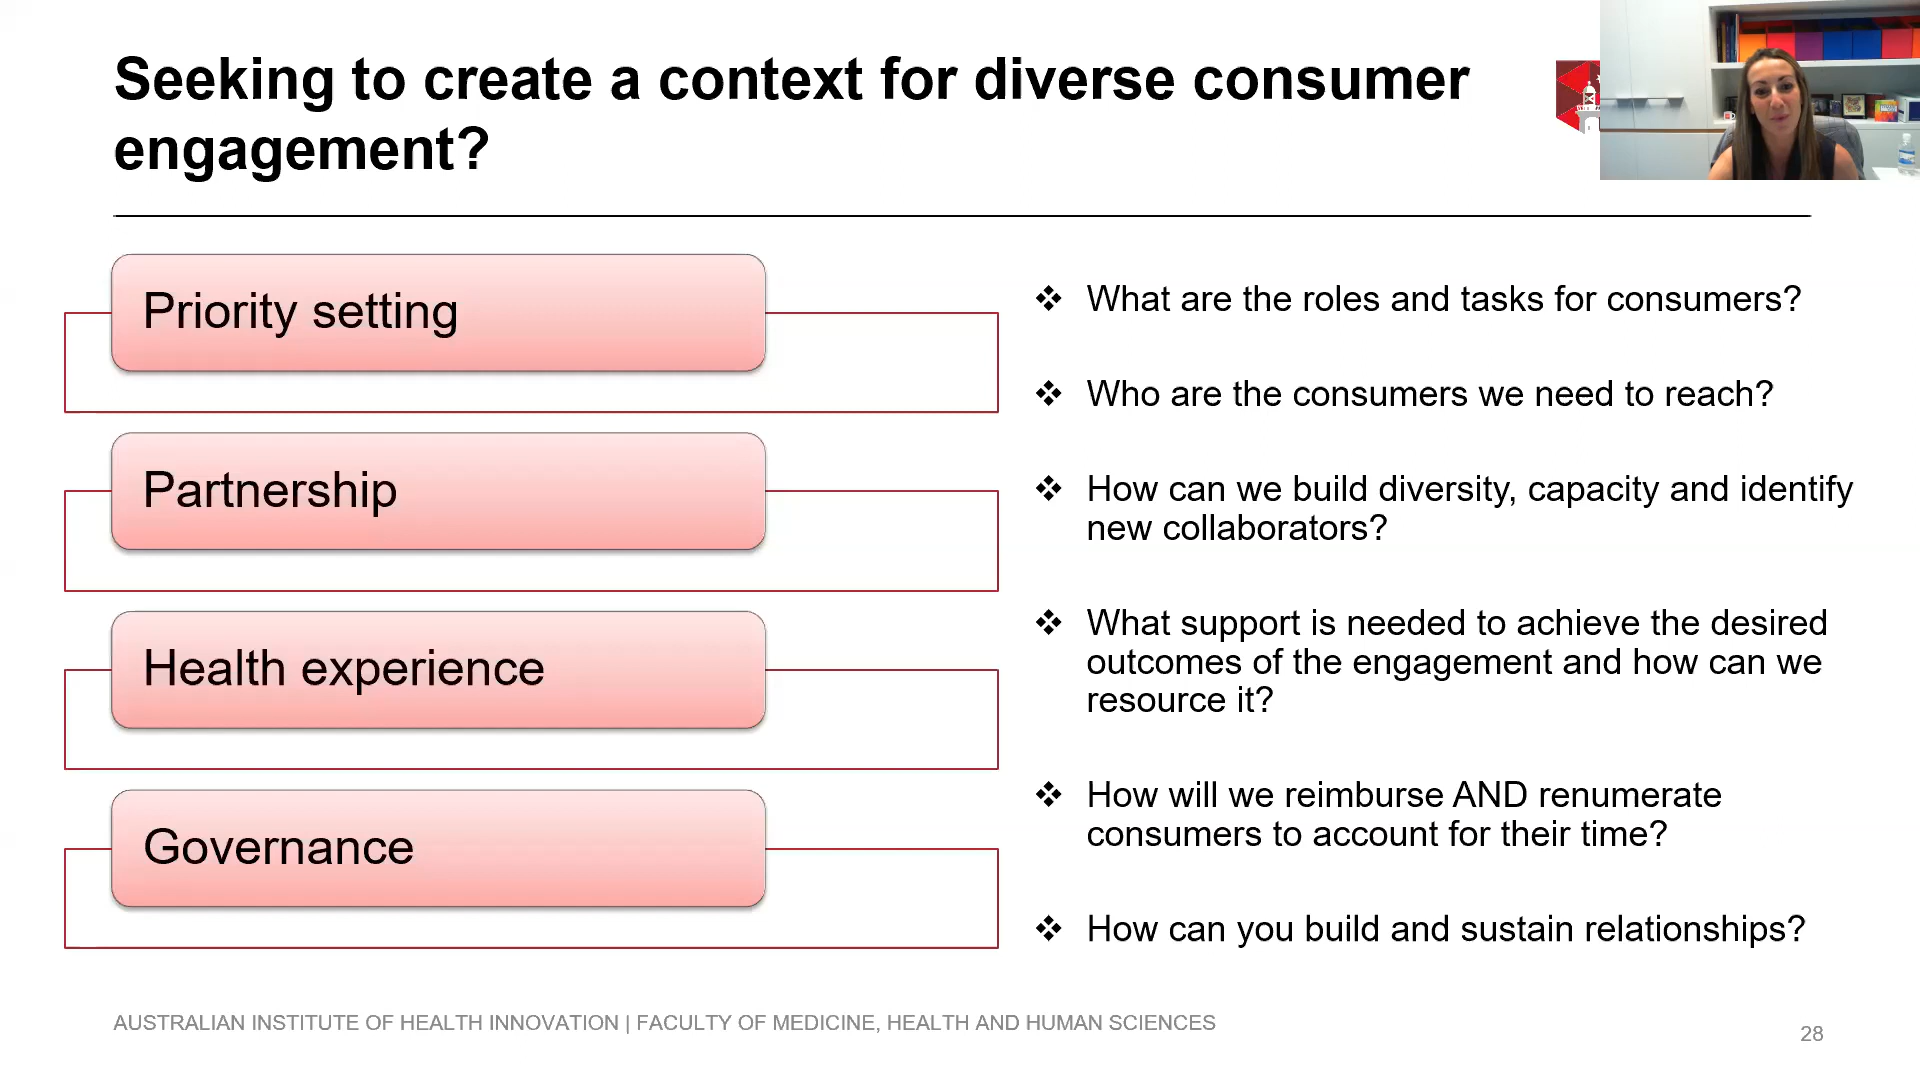 Seeking to create a context for diverse consumer
engagement?
Priority setting
Partnership
Health experience
Governance
❖ What are the roles and tasks for consumers?
❖ Who are the consumers we need to reach?
❖ How can we build diversity, capacity and identify
new collaborators?
❖ What support is needed to achieve the desired
outcomes of the engagement and how can we
resource it?
❖ How will we reimburse AND renumerate
consumers to account for their time?
❖ How can you build and sustain relationships?
AUSTRALIAN INSTITUTE OF HEALTH INNOVATION | FACULTY OF MEDICINE, HEALTH AND HUMAN SCIENCES
28